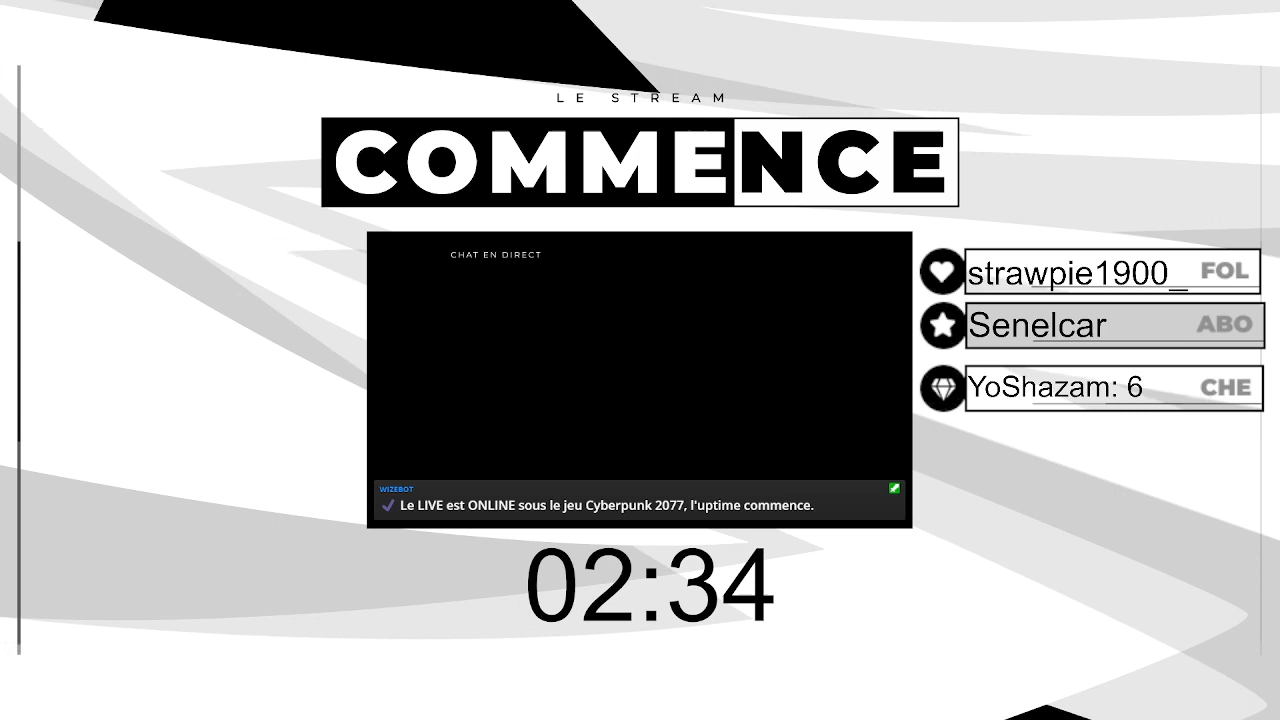 LE STREAM
COMMENCE
CHAT EN DIRECT
strawpie1900_ FOL
Senelcar ABO
YoShazam: 6 CHE
WIZEBOT
Le LIVE est ONLINE sous le jeu Cyberpunk 2077, l'uptime commence.
02:34